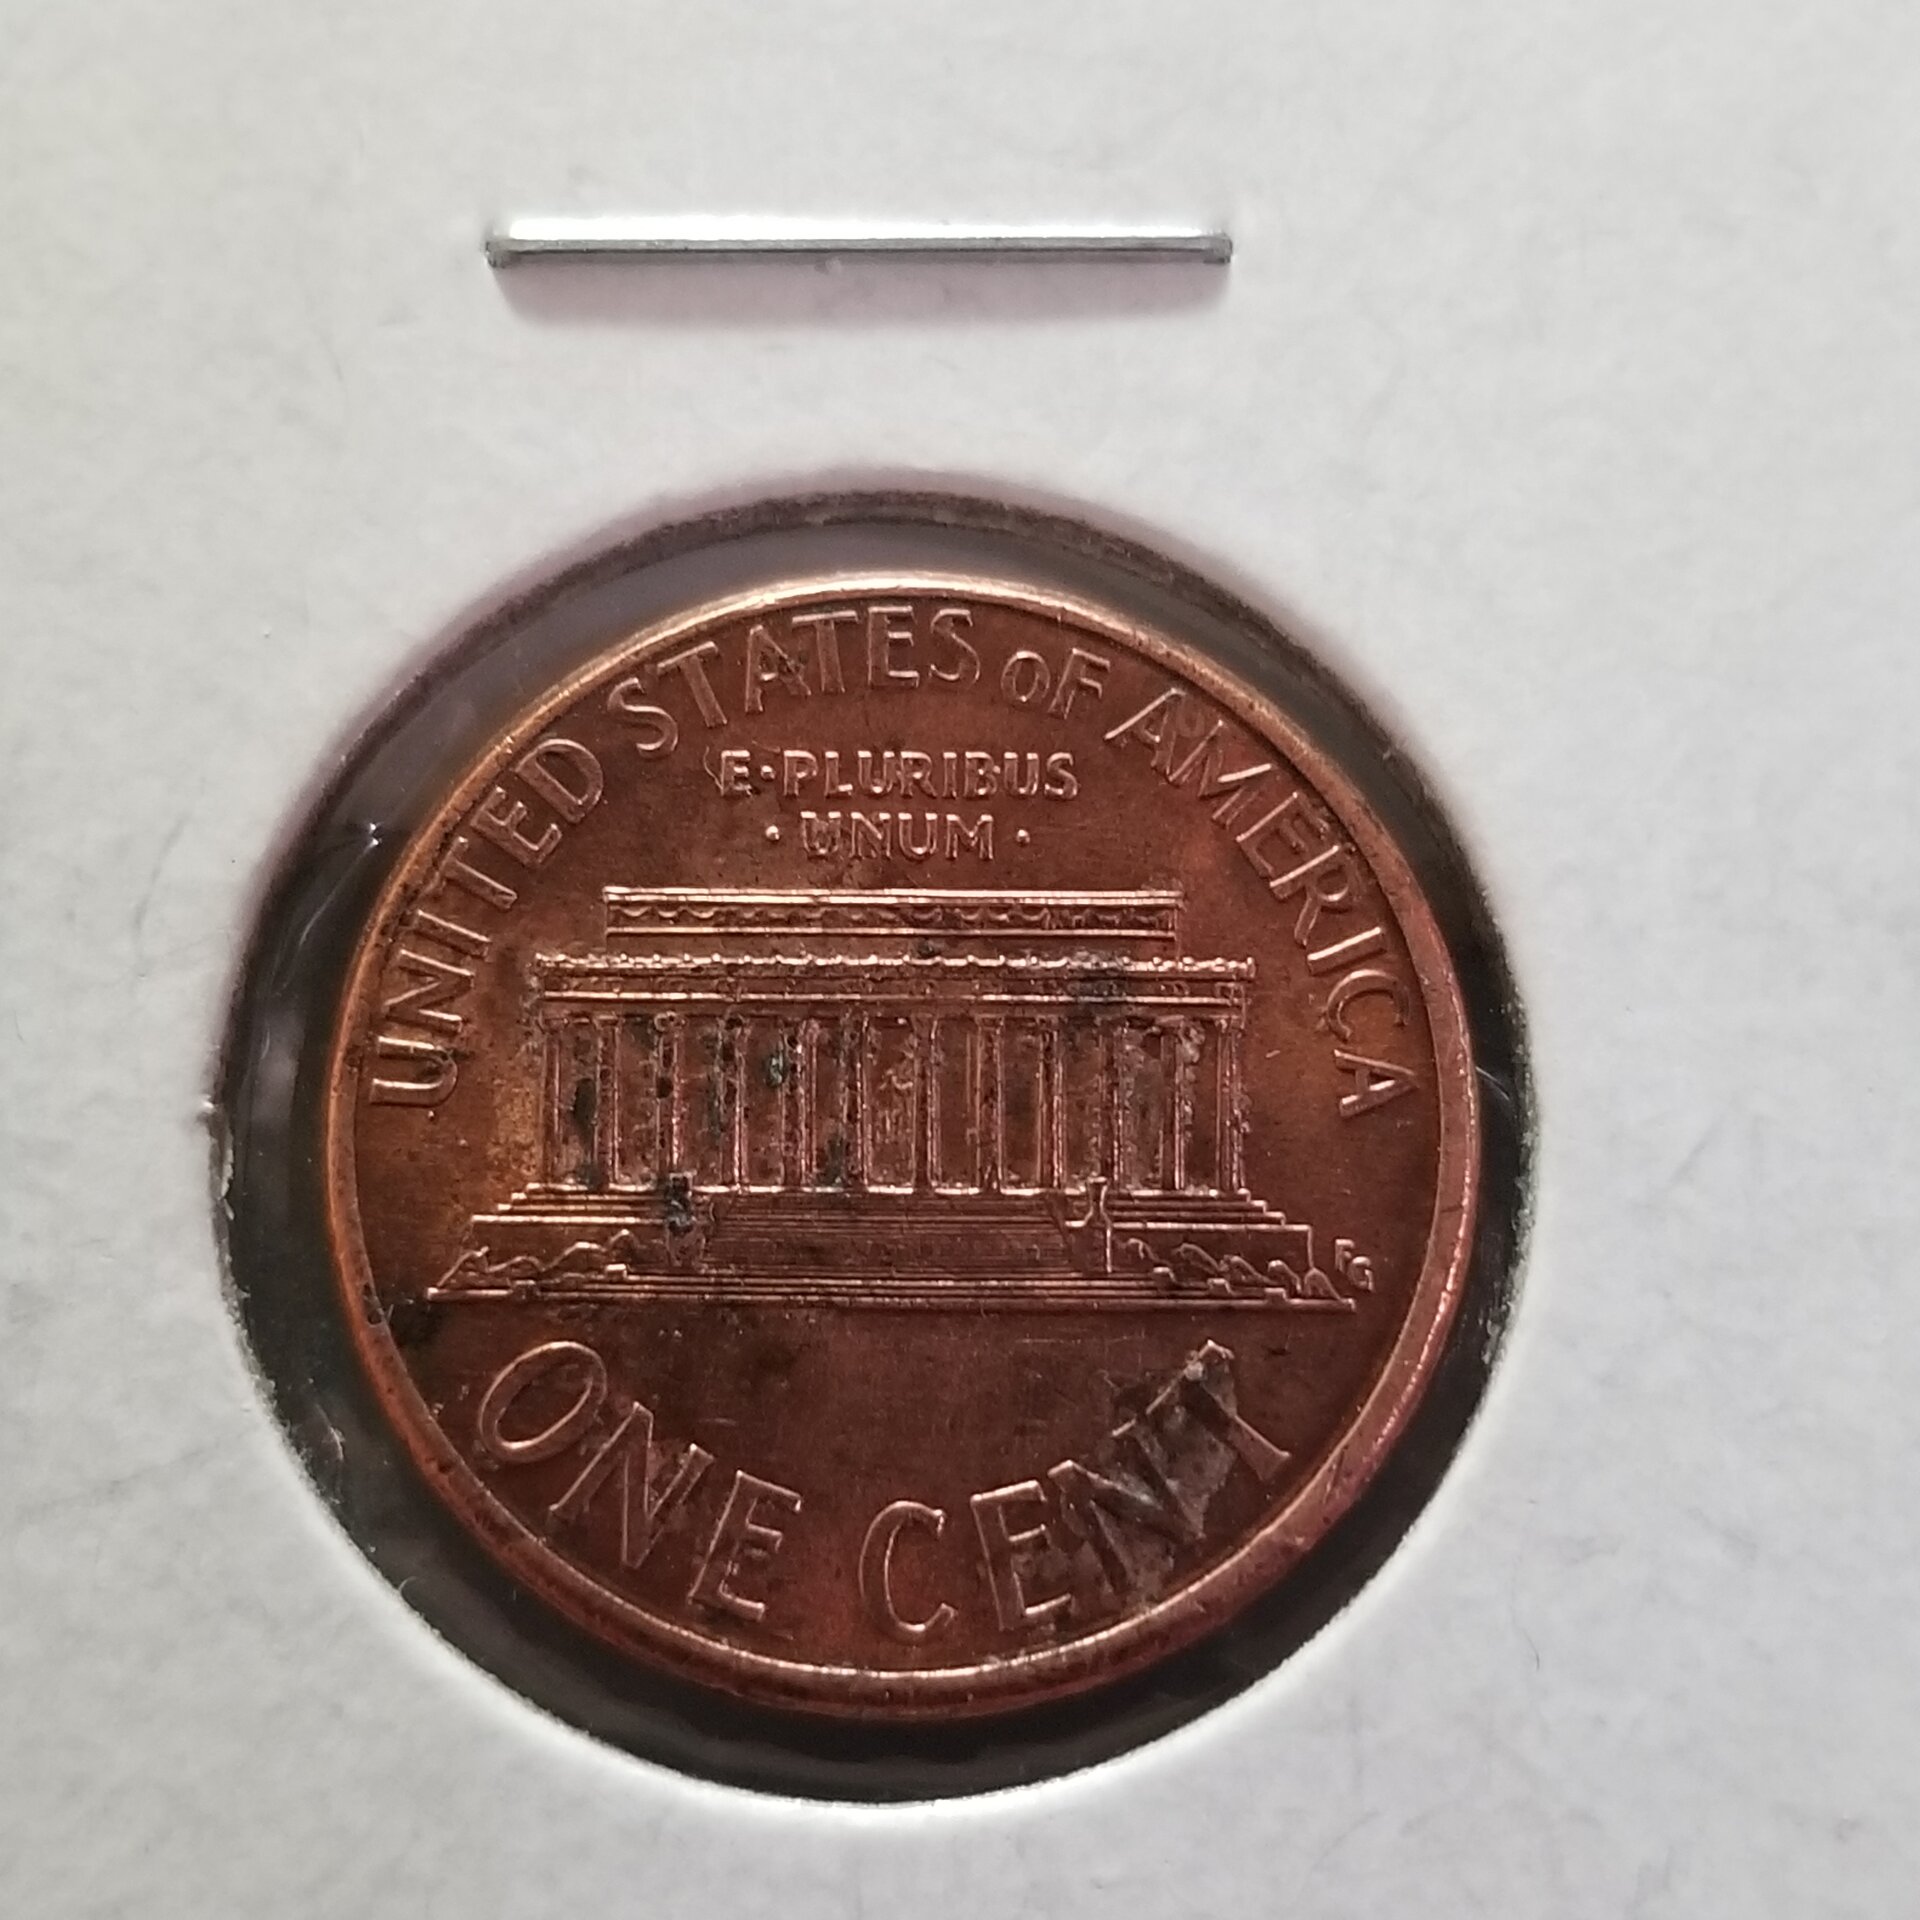 UNITED STATES OF AMERICA
E·PLURIBUS
·UNUM·
FG
ONE CENT